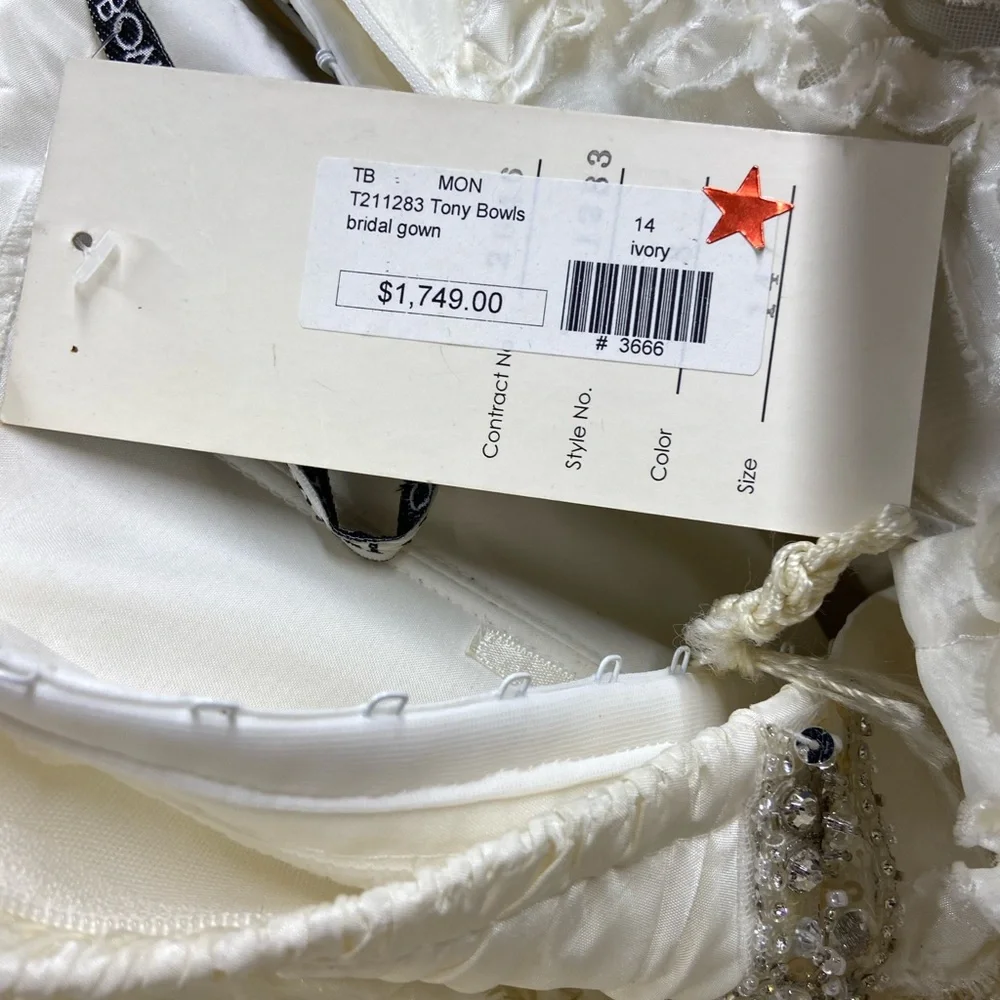 BOW
TB MON
T211283 Tony Bowls
bridal gown
14
ivory
$1,749.00
# 3666
Contract No
Style No.
Color
Size